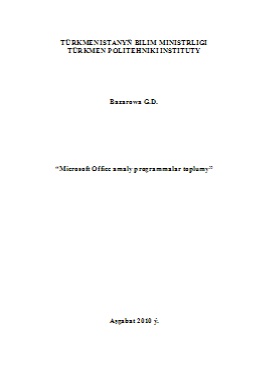 TÜRKMENISTANYŇ BILIM MINISTRLIGI
TÜRKMEN POLITEHNIKI INSTITUTY
Bazarowa G.D.
“Microsoft Office amaly programmalar toplumy”
Aşgabat 2010 ý.